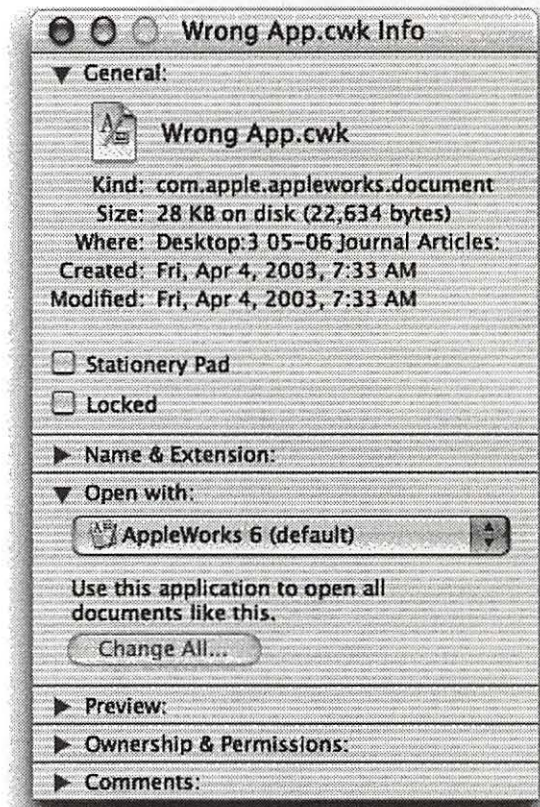 Wrong App.cwk Info
General:
Wrong App.cwk
Kind: com.apple.appleworks.document
Size: 28 KB on disk (22,634 bytes)
Where: Desktop:3 05-06 Journal Articles:
Created: Fri, Apr 4, 2003, 7:33 AM
Modified: Fri, Apr 4, 2003, 7:33 AM
Stationery Pad
Locked
Name & Extension:
Open with:
AppleWorks 6 (default)
Use this application to open all
documents like this.
Change All...
Preview:
Ownership & Permissions:
Comments: